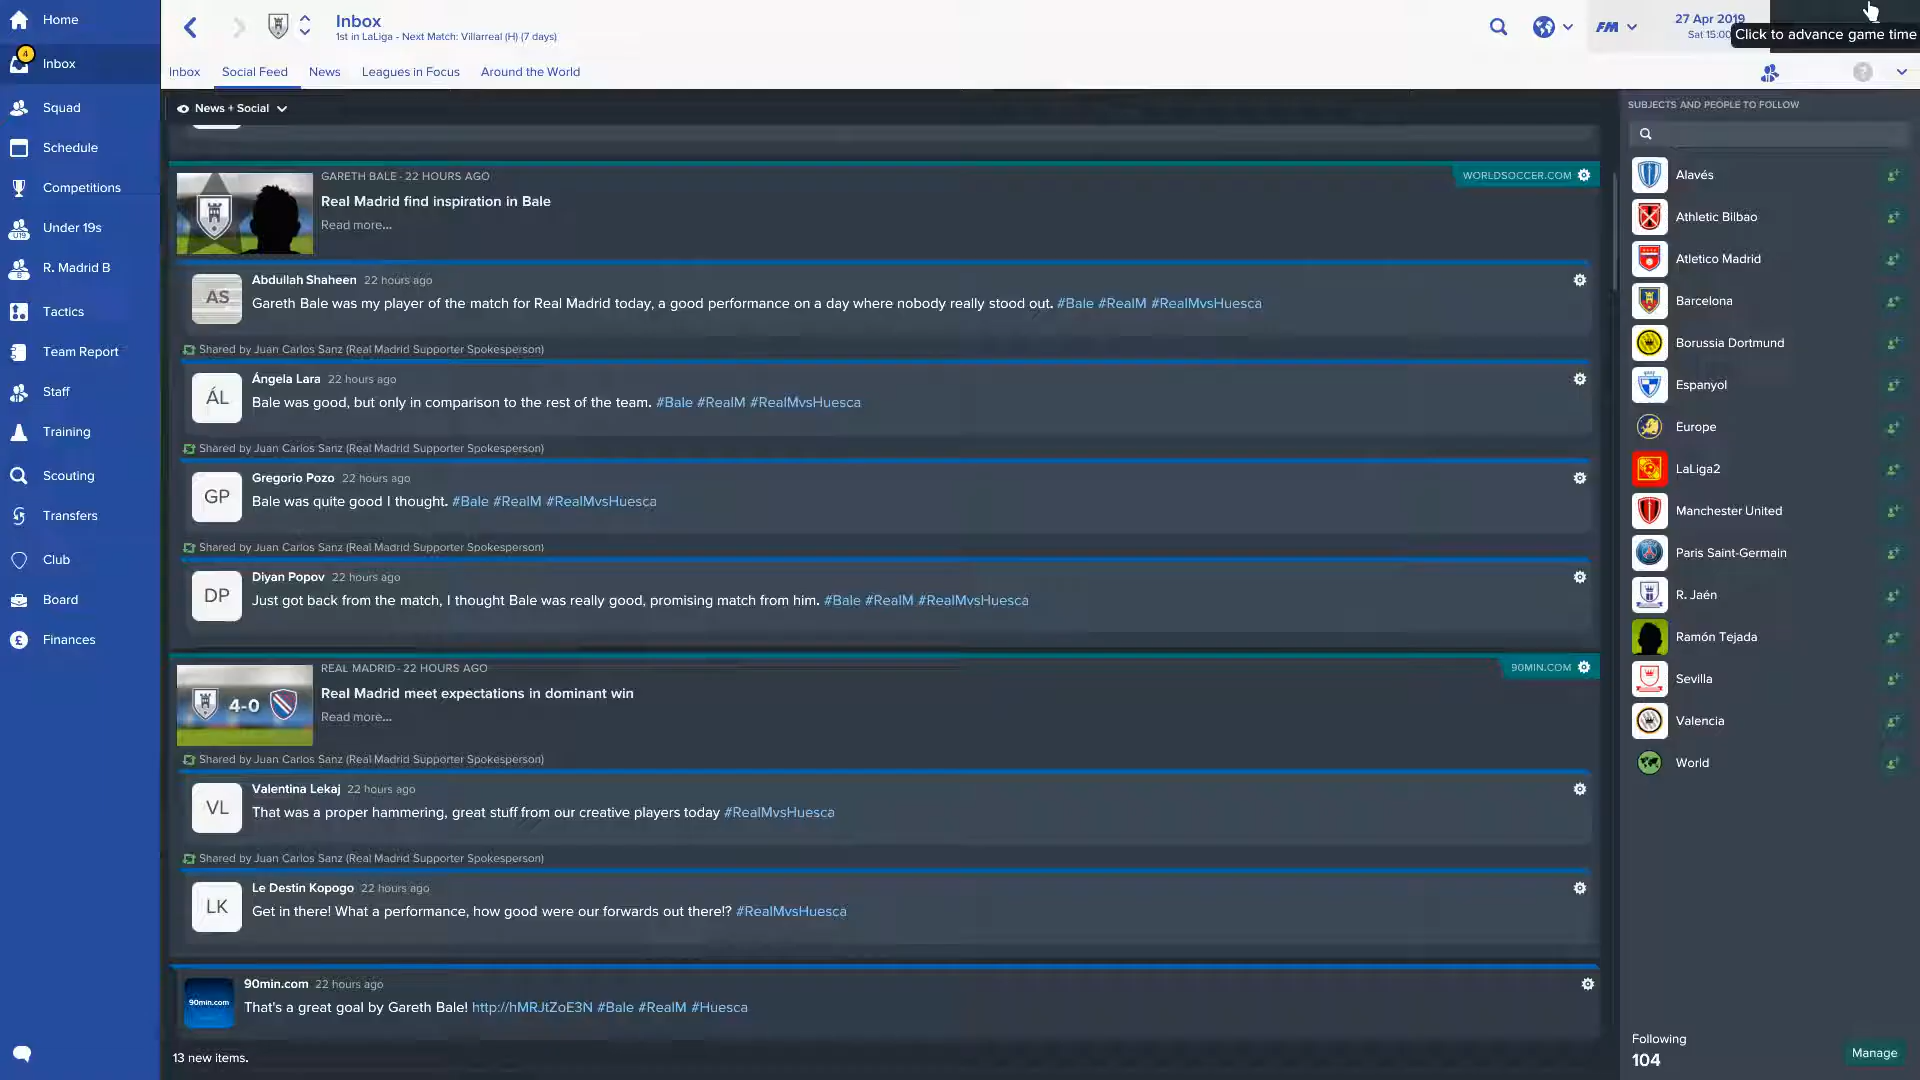 Home
4
Inbox
Squad
Schedule
Competitions
Under 19s
R. Madrid B
Tactics
Team Report
Staff
Training
Scouting
Transfers
Club
Board
Finances
Inbox
1st in LaLiga - Next Match: Villarreal (H) (7 days)
FM
27 Apr 2019
Sat 15:00
Click to advance game time
Inbox
Social Feed
News
Leagues in Focus
Around the World
News + Social
GARETH BALE - 22 HOURS AGO
WORLDSOCCER.COM
Real Madrid find inspiration in Bale
Read more...
AS
Abdullah Shaheen 22 hours ago
Gareth Bale was my player of the match for Real Madrid today, a good performance on a day where nobody really stood out. #Bale #RealM #RealMvsHuesca
Shared by Juan Carlos Sanz (Real Madrid Supporter Spokesperson)
ÁL
Ángela Lara 22 hours ago
Bale was good, but only in comparison to the rest of the team. #Bale #RealM #RealMvsHuesca
Shared by Juan Carlos Sanz (Real Madrid Supporter Spokesperson)
GP
Gregorio Pozo 22 hours ago
Bale was quite good I thought. #Bale #RealM #RealMvsHuesca
Shared by Juan Carlos Sanz (Real Madrid Supporter Spokesperson)
DP
Diyan Popov 22 hours ago
Just got back from the match, I thought Bale was really good, promising match from him. #Bale #RealM #RealMvsHuesca
REAL MADRID - 22 HOURS AGO
90MIN.COM
4-0
Real Madrid meet expectations in dominant win
Read more...
Shared by Juan Carlos Sanz (Real Madrid Supporter Spokesperson)
VL
Valentina Lekaj 22 hours ago
That was a proper hammering, great stuff from our creative players today #RealMvsHuesca
Shared by Juan Carlos Sanz (Real Madrid Supporter Spokesperson)
LK
Le Destin Kopogo 22 hours ago
Get in there! What a performance, how good were our forwards out there!? #RealMvsHuesca
90min.com
90min.com 22 hours ago
That's a great goal by Gareth Bale! http://hMRJtZoE3N #Bale #RealM #Huesca
13 new items.
SUBJECTS AND PEOPLE TO FOLLOW
Alavés
Athletic Bilbao
Atletico Madrid
Barcelona
Borussia Dortmund
Espanyol
Europe
LaLiga2
Manchester United
Paris Saint-Germain
R. Jaén
Ramón Tejada
Sevilla
Valencia
World
Following
104
Manage